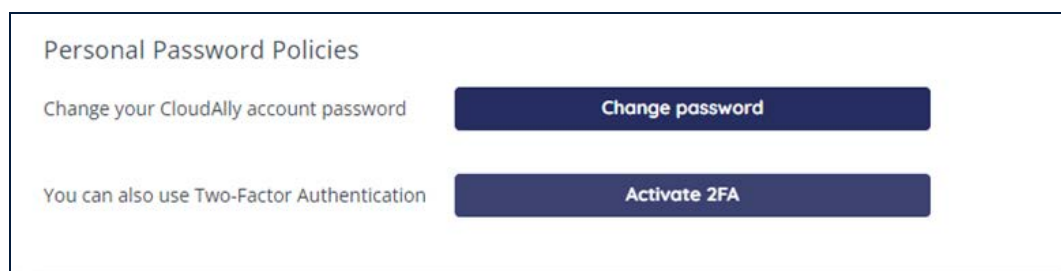 Personal Password Policies
Change your CloudAlly account password
Change password
You can also use Two-Factor Authentication
Activate 2FA